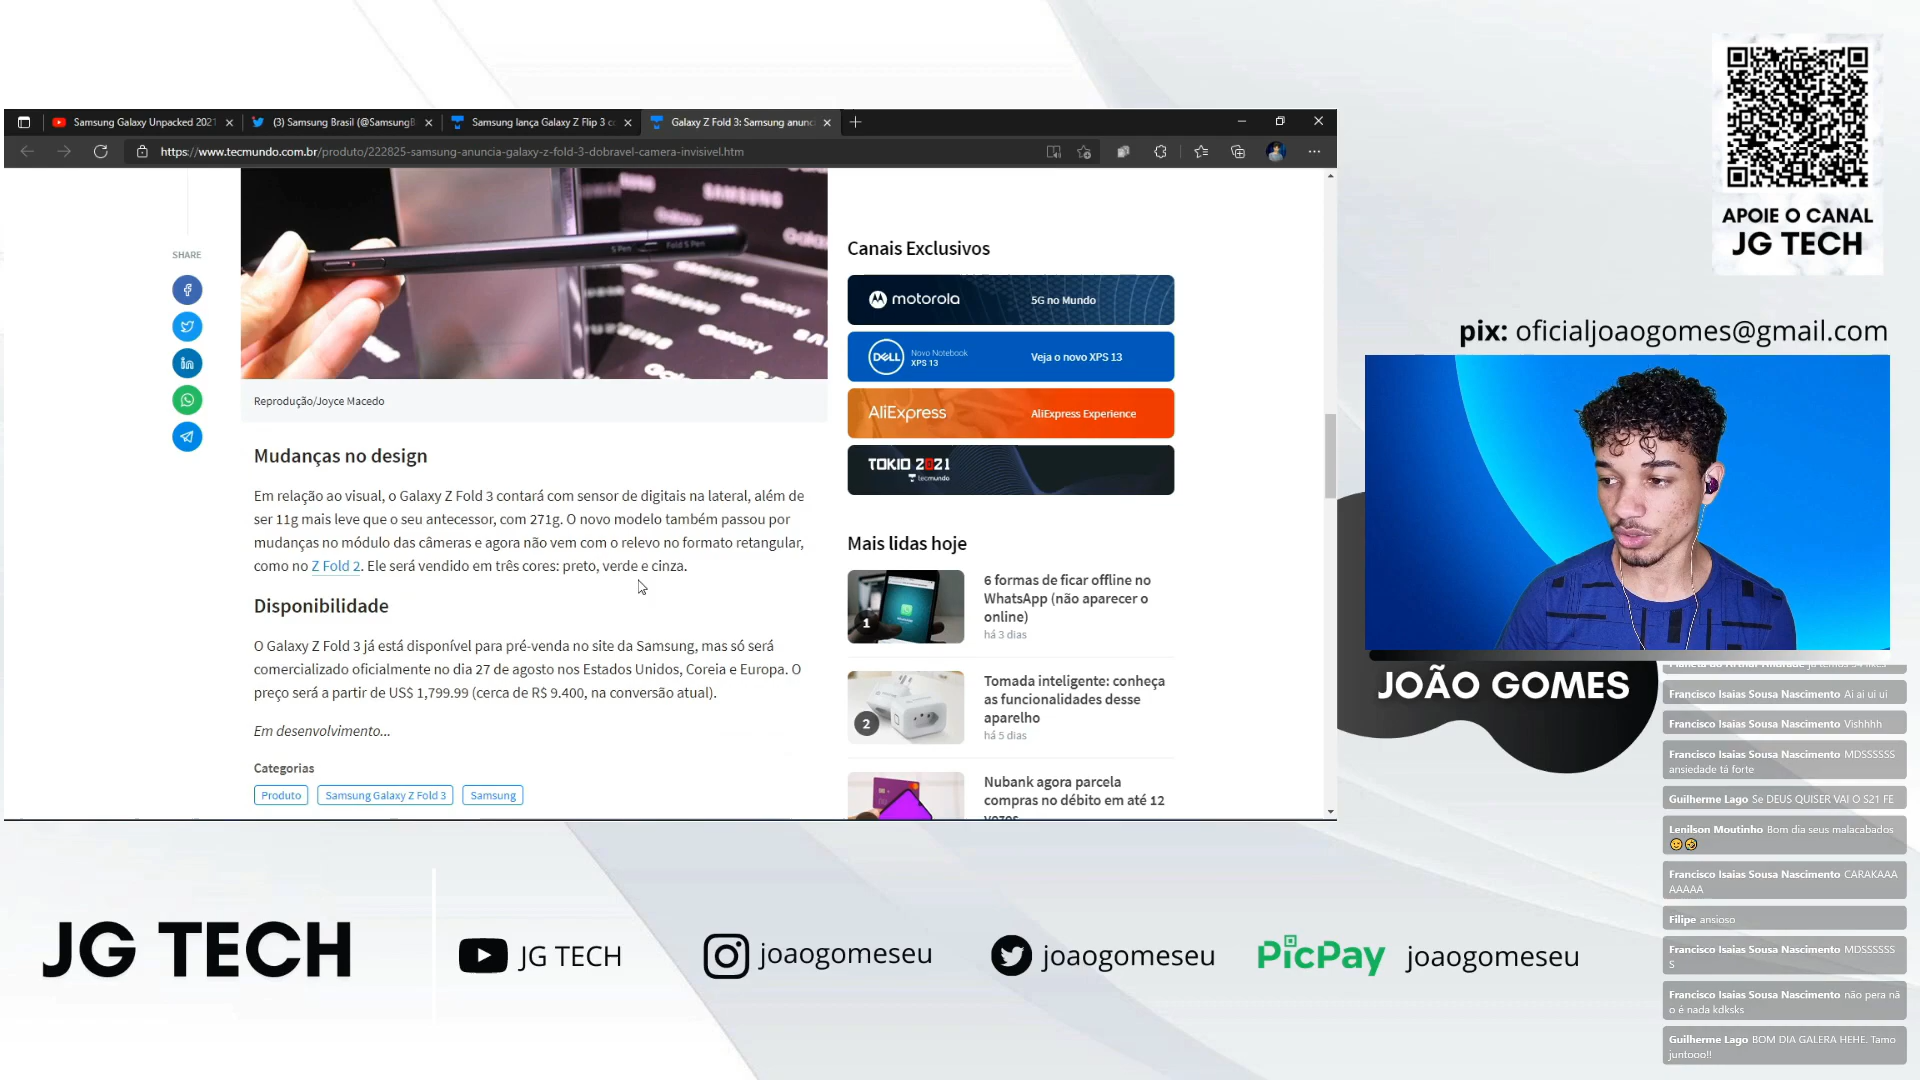 Samsung Galaxy Unpacked 2021
(3) Samsung Brasil (@SamsungB
Samsung lança Galaxy Z Flip 3 co
Galaxy Z Fold 3: Samsung anunc
https://www.tecmundo.com.br/produto/222825-samsung-anuncia-galaxy-z-fold-3-dobravel-camera-invisivel.htm
SHARE
SAMSUNG
Galaxy
S Pen
Fold S Pen
Reprodução/Joyce Macedo
Mudanças no design
Em relação ao visual, o Galaxy Z Fold 3 contará com sensor de digitais na lateral, além de
ser 11g mais leve que o seu antecessor, com 271g. O novo modelo também passou por
mudanças no módulo das câmeras e agora não vem com o relevo no formato retangular,
como no Z Fold 2. Ele será vendido em três cores: preto, verde e cinza.
Disponibilidade
O Galaxy Z Fold 3 já está disponível para pré-venda no site da Samsung, mas só será
comercializado oficialmente no dia 27 de agosto nos Estados Unidos, Coreia e Europa. O
preço será a partir de US$ 1,799.99 (cerca de R$ 9.400, na conversão atual).
Em desenvolvimento...
Categorias
Produto
Samsung Galaxy Z Fold 3
Samsung
Canais Exclusivos
motorola
5G no Mundo
DELL
Novo Notebook
XPS 13
Veja o novo XPS 13
AliExpress
AliExpress Experience
TOKIO 2021
tecmundo
Mais lidas hoje
1
6 formas de ficar offline no
WhatsApp (não aparecer o
online)
há 3 dias
2
Tomada inteligente: conheça
as funcionalidades desse
aparelho
há 5 dias
Nubank agora parcela
compras no débito em até 12
vezes
APOIE O CANAL
JG TECH
pix: oficialjoaogomes@gmail.com
JOÃO GOMES
Francisco Isaias Sousa Nascimento Ai ai ui ui
Francisco Isaias Sousa Nascimento Vishhhh
Francisco Isaias Sousa Nascimento MDSSSSSS
ansiedade tá forte
Guilherme Lago Se DEUS QUISER VAI O S21 FE
Lenilson Moutinho Bom dia seus malacabados
😉🤣
Francisco Isaias Sousa Nascimento CARAKAAA
AAAAA
Filipe ansioso
Francisco Isaias Sousa Nascimento MDSSSSSS
S
Francisco Isaias Sousa Nascimento não pera nã
o é nada kdksks
Guilherme Lago BOM DIA GALERA HEHE. Tamo
juntooo!!
JG TECH
JG TECH
joaogomeseu
joaogomeseu
PicPay
joaogomeseu